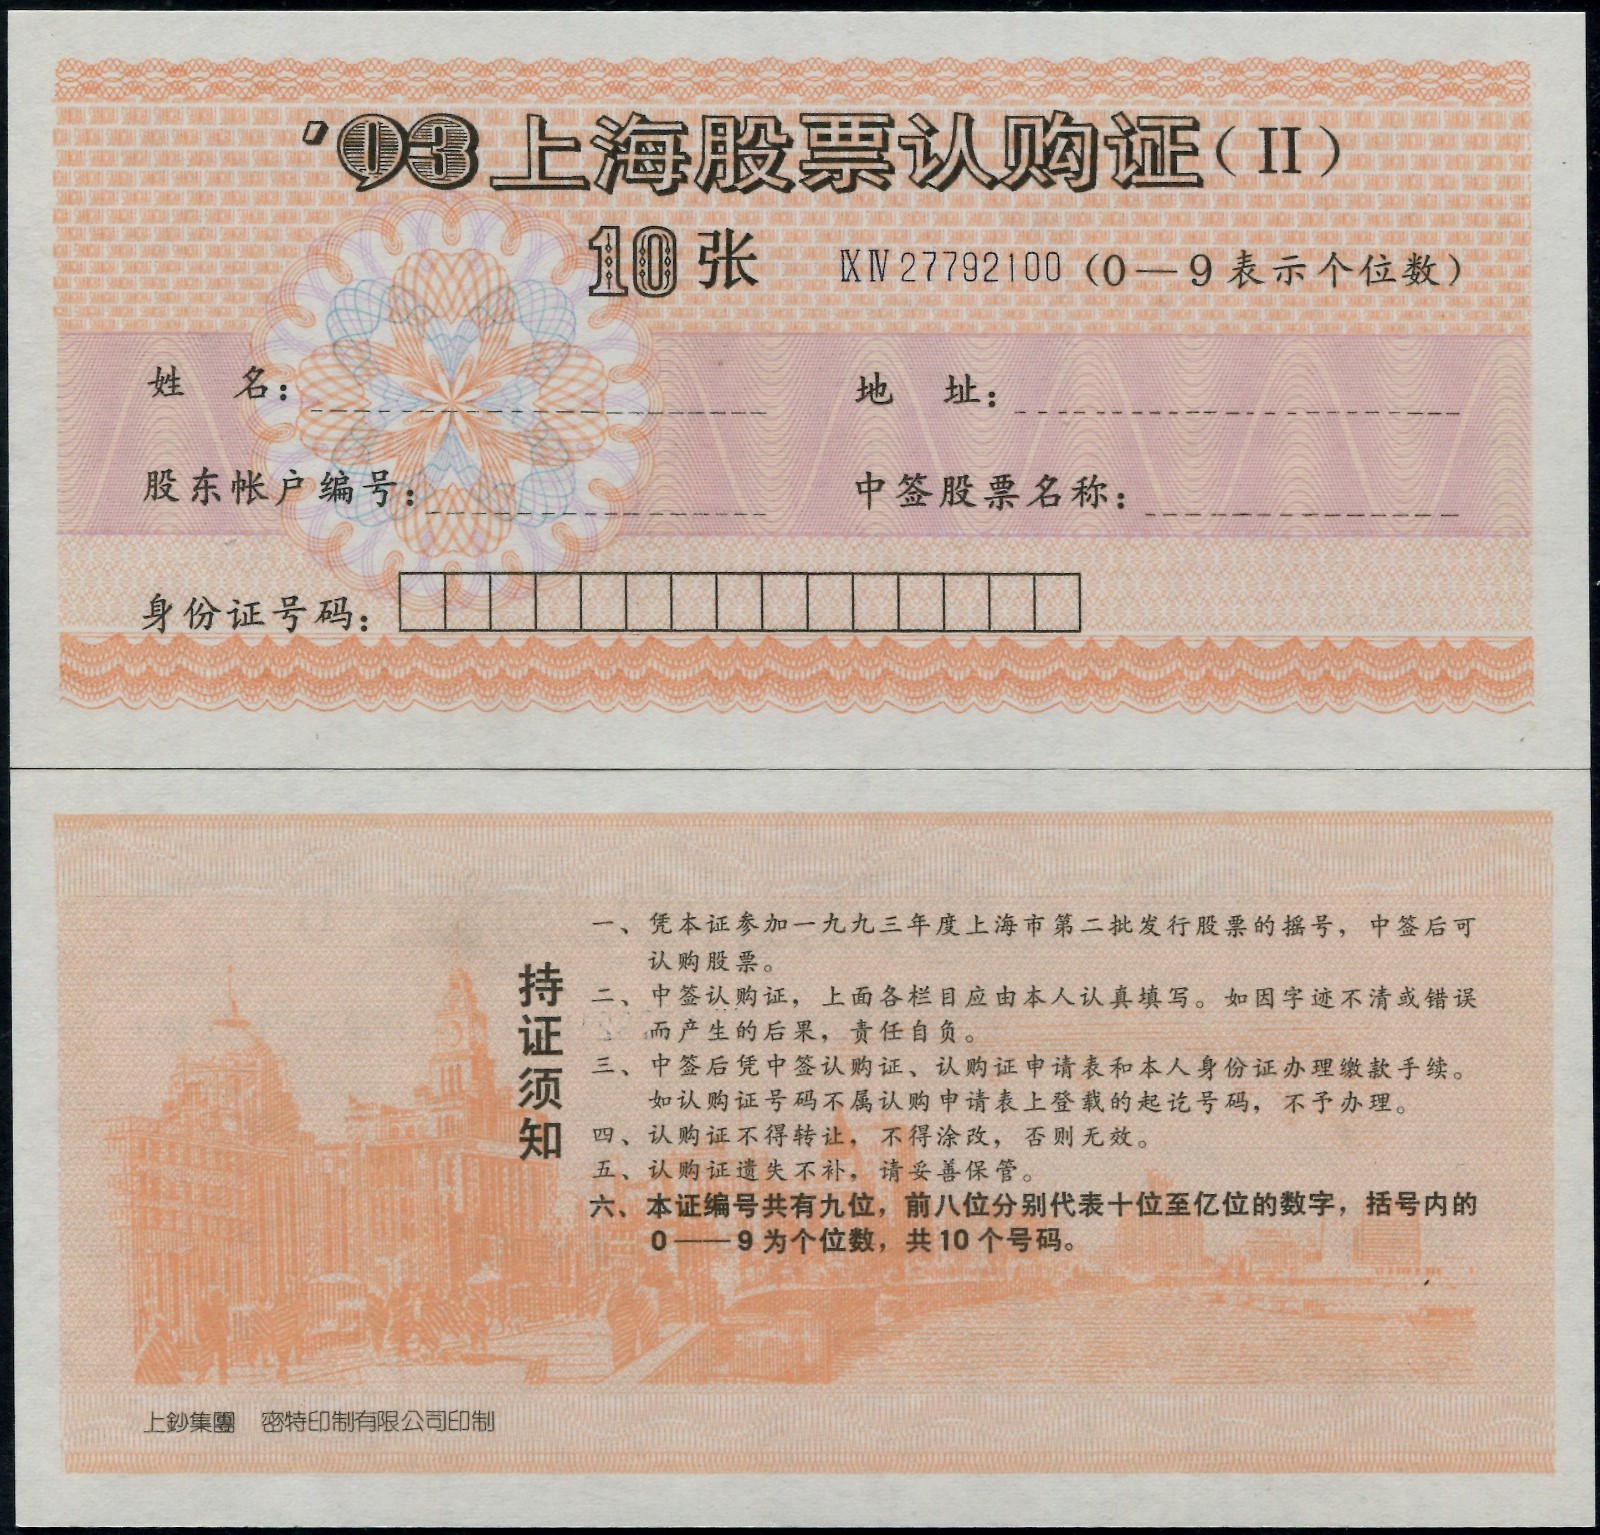 '93上海股票认购证(II)
10张 ⅨⅣ27792100 (0—9表示个位数)
姓 名: 地 址:
股东帐户编号: 中签股票名称:
身份证号码:
持证须知
一、凭本证参加一九九三年度上海市第二批发行股票的摇号，中签后可
认购股票。
二、中签认购证，上面各栏目应由本人认真填写。如因字迹不清或错误
而产生的后果，责任自负。
三、中签后凭中签认购证、认购证申请表和本人身份证办理缴款手续。
如认购证号码不属认购申请表上登载的起讫号码，不予办理。
四、认购证不得转让，不得涂改，否则无效。
五、认购证遗失不补，请妥善保管。
六、本证编号共有九位，前八位分别代表十位至亿位的数字，括号内的
0——9为个位数，共10个号码。
上鈔集團 密特印制有限公司印制